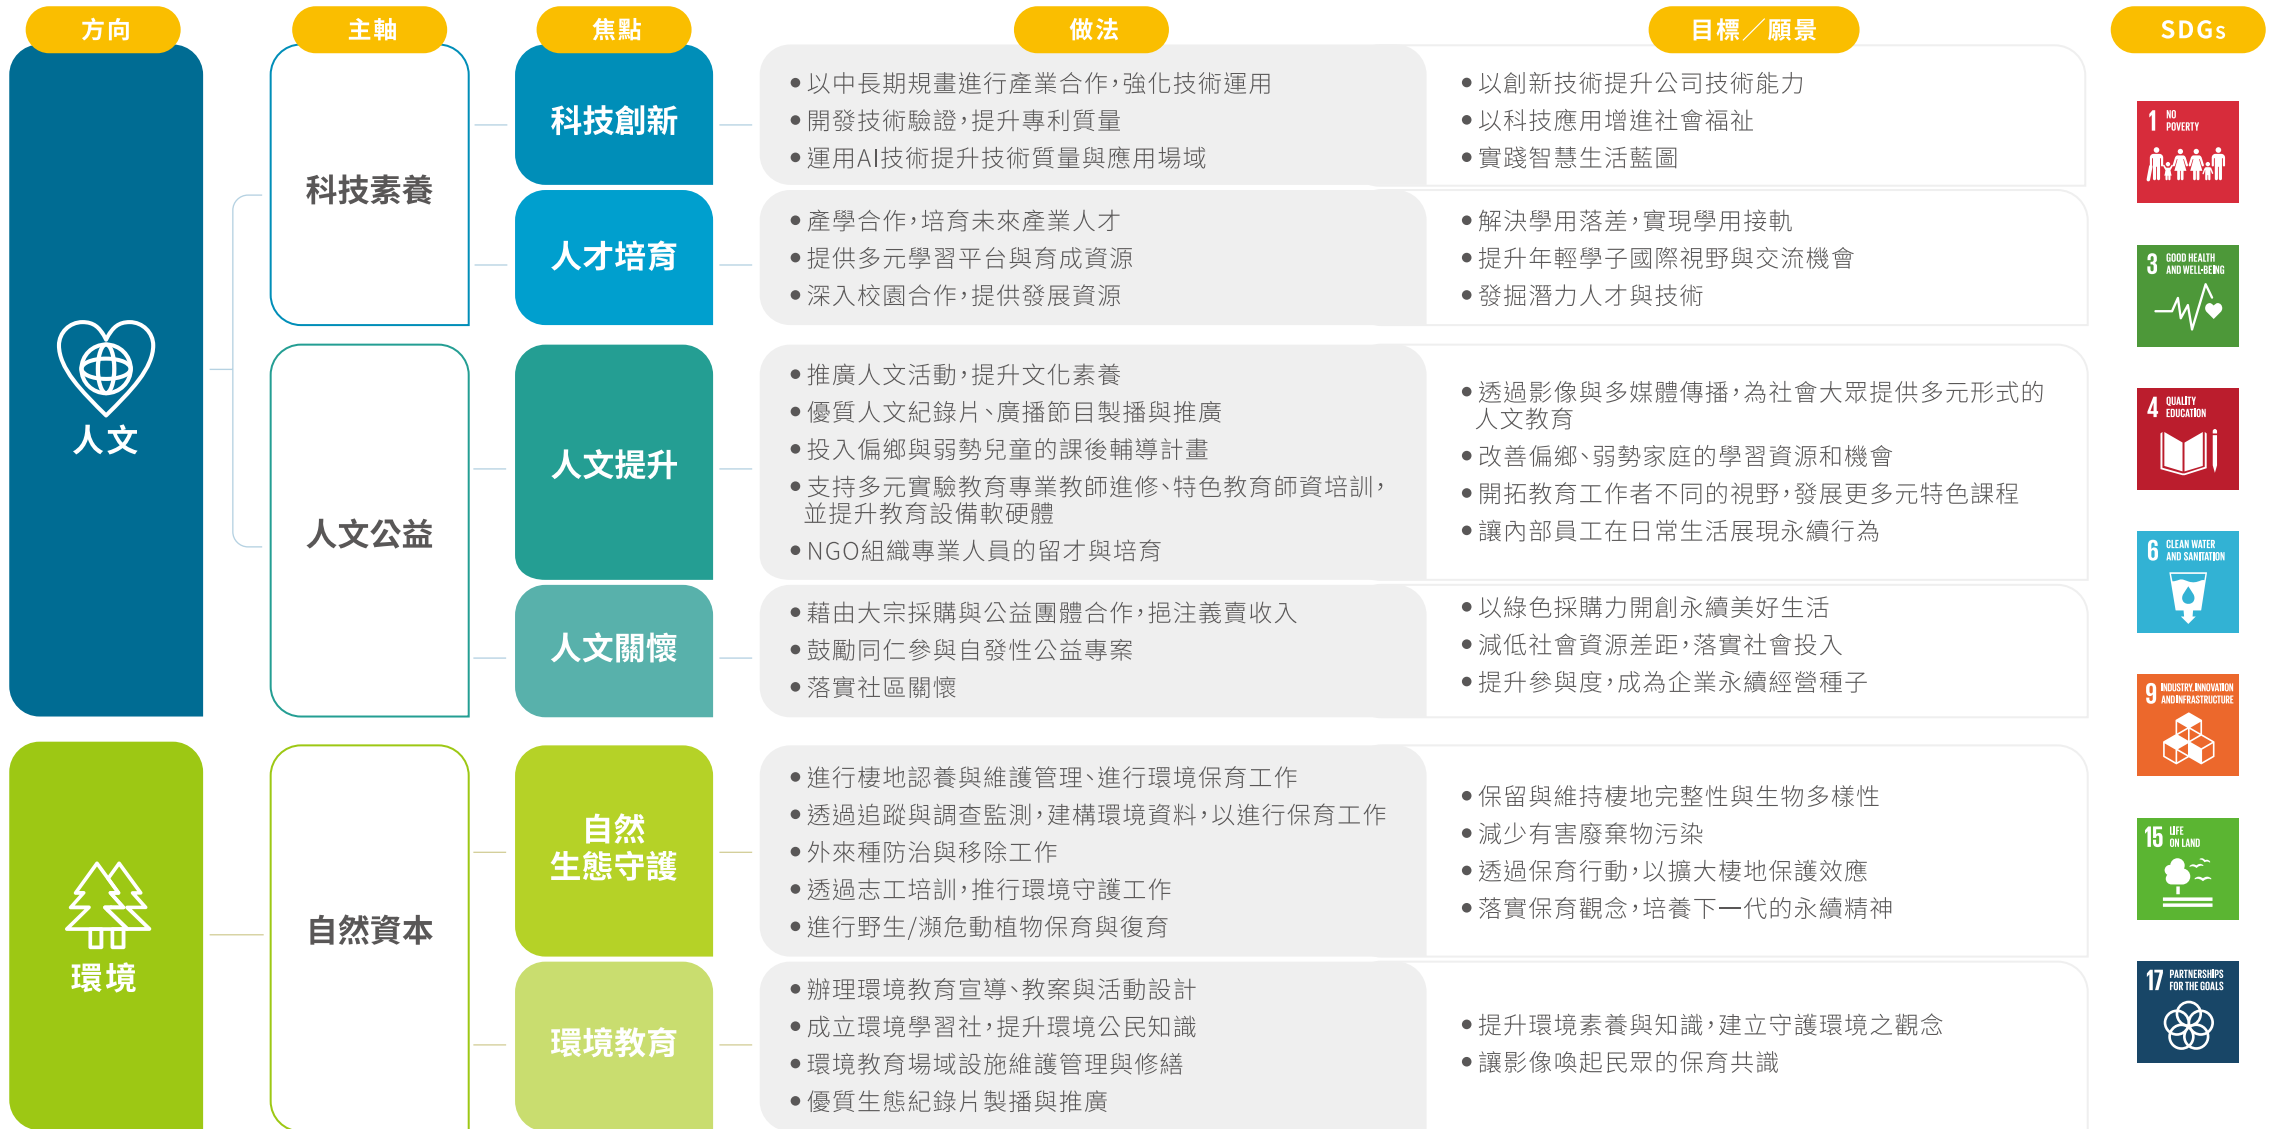 方向
主軸
焦點
做法
目標／願景
SDGs
人文
科技素養
科技創新
•以中長期規畫進行產業合作,強化技術運用
•開發技術驗證,提升專利質量
•運用AI技術提升技術質量與應用場域
•以創新技術提升公司技術能力
•以科技應用增進社會福祉
•實踐智慧生活藍圖
人才培育
•產學合作,培育未來產業人才
•提供多元學習平台與育成資源
•深入校園合作,提供發展資源
•解決學用落差,實現學用接軌
•提升年輕學子國際視野與交流機會
•發掘潛力人才與技術
人文公益
人文提升
•推廣人文活動,提升文化素養
•優質人文紀錄片、廣播節目製播與推廣
•投入偏鄉與弱勢兒童的課後輔導計畫
•支持多元實驗教育專業教師進修、特色教育師資培訓,
並提升教育設備軟硬體
•NGO組織專業人員的留才與培育
•透過影像與多媒體傳播,為社會大眾提供多元形式的
人文教育
•改善偏鄉、弱勢家庭的學習資源和機會
•開拓教育工作者不同的視野,發展更多元特色課程
•讓內部員工在日常生活展現永續行為
人文關懷
•藉由大宗採購與公益團體合作,挹注義賣收入
•鼓勵同仁參與自發性公益專案
•落實社區關懷
•以綠色採購力開創永續美好生活
•減低社會資源差距,落實社會投入
•提升參與度,成為企業永續經營種子
環境
自然資本
自然
生態守護
•進行棲地認養與維護管理、進行環境保育工作
•透過追蹤與調查監測,建構環境資料,以進行保育工作
•外來種防治與移除工作
•透過志工培訓,推行環境守護工作
•進行野生/瀕危動植物保育與復育
•保留與維持棲地完整性與生物多樣性
•減少有害廢棄物污染
•透過保育行動,以擴大棲地保護效應
•落實保育觀念,培養下一代的永續精神
環境教育
•辦理環境教育宣導、教案與活動設計
•成立環境學習社,提升環境公民知識
•環境教育場域設施維護管理與修繕
•優質生態紀錄片製播與推廣
•提升環境素養與知識,建立守護環境之觀念
•讓影像喚起民眾的保育共識
1 NO
POVERTY
3 GOOD HEALTH
AND WELL-BEING
4 QUALITY
EDUCATION
6 CLEAN WATER
AND SANITATION
9 INDUSTRY, INNOVATION
AND INFRASTRUCTURE
15 LIFE
ON LAND
17 PARTNERSHIPS
FOR THE GOALS